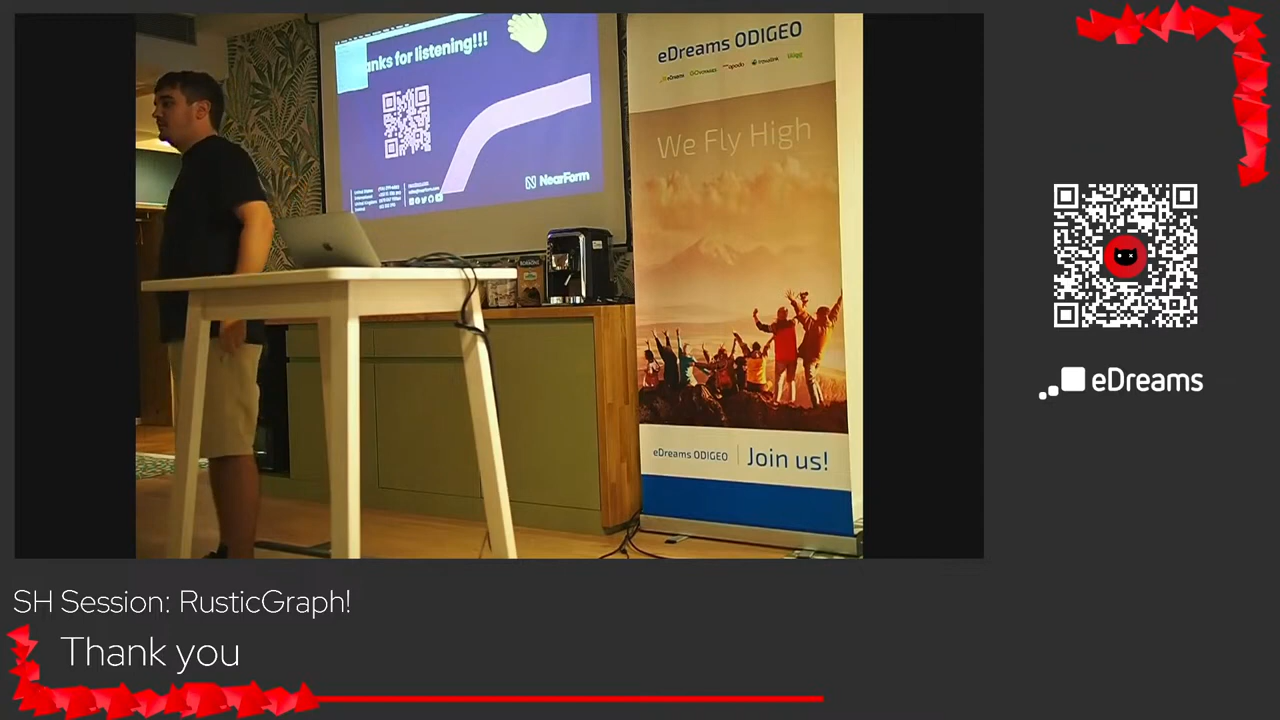 anks for listening!!!
NearForm
eDreams ODIGEO
We Fly High
eDreams ODIGEO
Join us!
eDreams
SH Session: RusticGraph!
Thank you